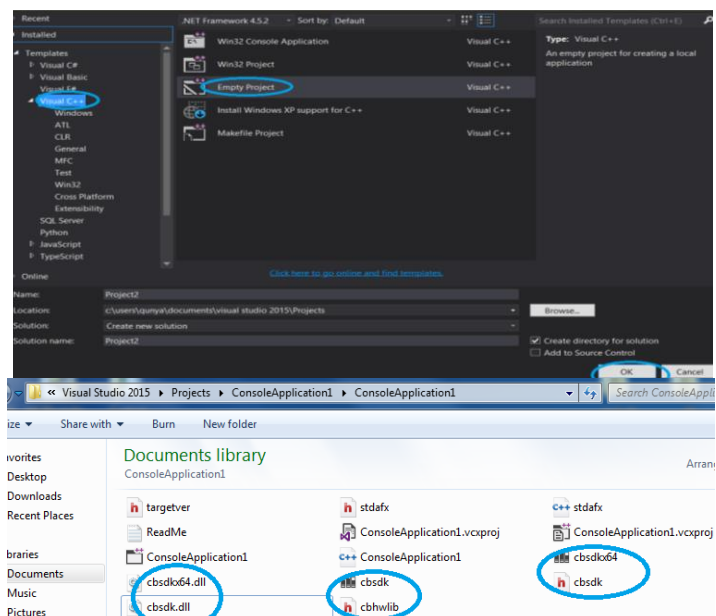 Recent
.NET Framework 4.5.2 Sort by: Default
Search Installed Templates (Ctrl+E)
Installed
Templates
Visual C#
Visual Basic
Visual F#
Visual C++
Windows
ATL
CLR
General
MFC
Test
Win32
Cross Platform
Extensibility
SQL Server
Python
JavaScript
TypeScript
Online
Win32 Console Application Visual C++
Win32 Project Visual C++
Empty Project Visual C++
Install Windows XP support for C++ Visual C++
Makefile Project Visual C++
Type: Visual C++
An empty project for creating a local
application
Click here to go online and find templates.
Name: Project2
Location: c:\users\qunya\documents\visual studio 2015\Projects
Browse...
Solution: Create new solution
Solution name: Project2
Create directory for solution
Add to Source Control
OK Cancel
« Visual Studio 2015 Projects ConsoleApplication1 ConsoleApplication1
Search ConsoleAppli
ize Share with Burn New folder
avorites
Desktop
Downloads
Recent Places
braries
Documents
Music
Pictures
Documents library
ConsoleApplication1
Arrang
targetver stdafx stdafx
ReadMe ConsoleApplication1.vcxproj ConsoleApplication1.vcxproj
ConsoleApplication1 ConsoleApplication1 cbsdkx64
cbsdkx64.dll cbsdk cbsdk
cbsdk.dll cbhwlib